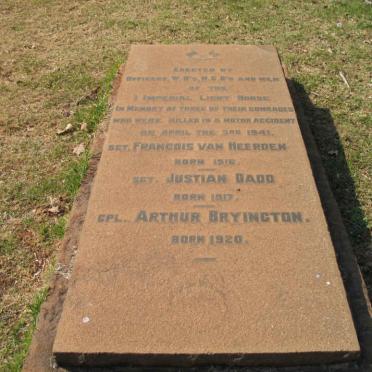 ERECTED BY
OFFICERS, W.O's, N.C.O's AND MEN
OF THE
1 IMPERIAL LIGHT HORSE.
IN MEMORY OF THREE OF THEIR COMRADES
WHO WERE KILLED IN A MOTOR ACCIDENT
ON APRIL THE 3RD 1941.
SGT. FRANCOIS VAN HEERDEN.
BORN 1916.
SGT. JUSTIAN DADD
BORN 1917.
CPL. ARTHUR BRYINGTON.
BORN 1920.